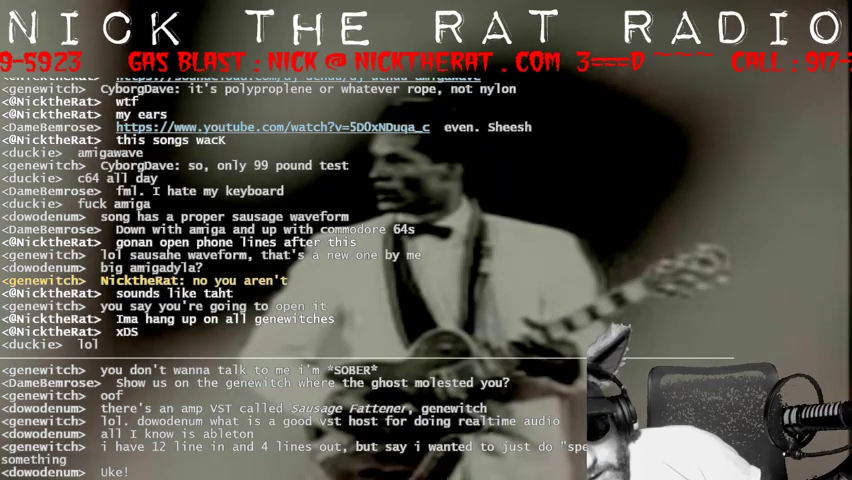 NICK THE RAT RADIO
9-5923 GAS BLAST : NICK @ NICKTHERAT . COM 3===D ~~~~ CALL : 917-
<genewitch> CyborgDave: it's polyproplene or whatever rope, not nylon
<@NicktheRat> wtf
<@NicktheRat> my ears
<DameBemrose> https://www.youtube.com/watch?v=5DOxNDuqa_c even. Sheesh
<@NicktheRat> this songs wacK
<duckie> amigawave
<genewitch> CyborgDave: so, only 99 pound test
<duckie> c64 all day
<DameBemrose> fml. I hate my keyboard
<duckie> fuck amiga
<dowodenum> song has a proper sausage waveform
<DameBemrose> Down with amiga and up with commodore 64s
<@NicktheRat> gonan open phone lines after this
<genewitch> lol sausahe waveform, that's a new one by me
<dowodenum> big amigadyla?
<genewitch> NicktheRat: no you aren't
<@NicktheRat> sounds like taht
<genewitch> you say you're going to open it
<@NicktheRat> Ima hang up on all genewitches
<@NicktheRat> xDS
<duckie> lol
<genewitch> you don't wanna talk to me i'm *SOBER*
<DameBemrose> Show us on the genewitch where the ghost molested you?
<genewitch> oof
<dowodenum> there's an amp VST called Sausage Fattener, genewitch
<genewitch> lol. dowodenum what is a good vst host for doing realtime audio
<dowodenum> all I know is ableton
<genewitch> i have 12 line in and 4 lines out, but say i wanted to just do "spe
something
<dowodenum> Uke!